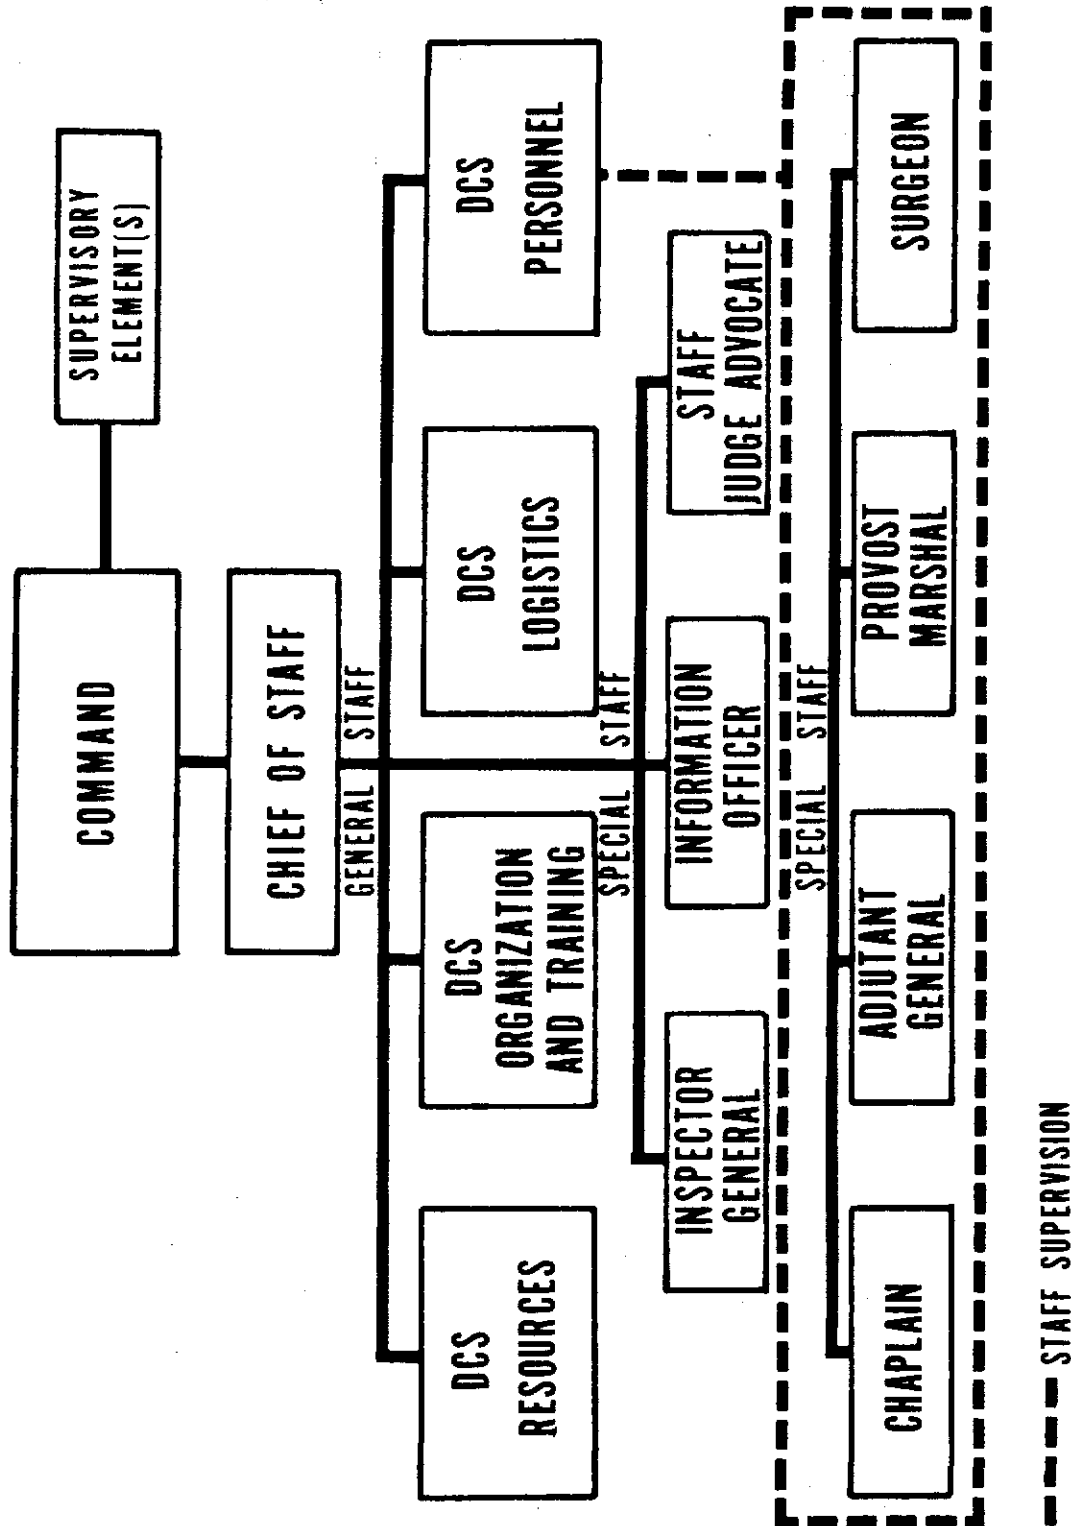 COMMAND
SUPERVISORY
ELEMENT(S)
CHIEF OF STAFF
GENERAL STAFF
DCS
RESOURCES
DCS
ORGANIZATION
AND TRAINING
DCS
LOGISTICS
DCS
PERSONNEL
SPECIAL STAFF
INSPECTOR
GENERAL
INFORMATION
OFFICER
STAFF
JUDGE ADVOCATE
SPECIAL STAFF
CHAPLAIN
ADJUTANT
GENERAL
PROVOST
MARSHAL
SURGEON
STAFF SUPERVISION